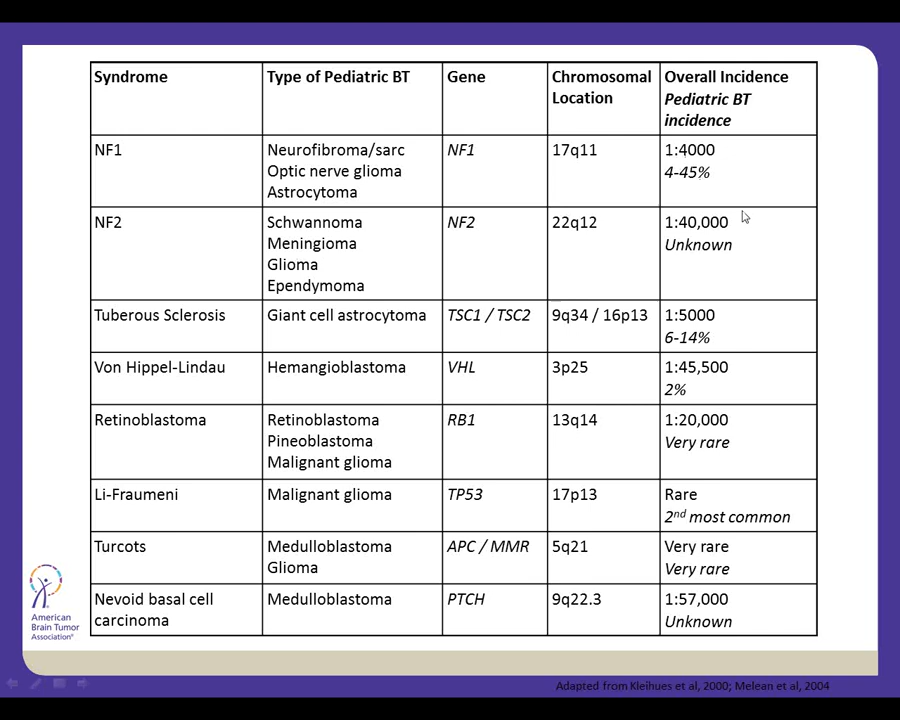 Syndrome
Type of Pediatric BT
Gene
Chromosomal
Location
Overall Incidence
Pediatric BT
incidence
NF1
Neurofibroma/sarc
Optic nerve glioma
Astrocytoma
NF1
17q11
1:4000
4-45%
NF2
Schwannoma
Meningioma
Glioma
Ependymoma
NF2
22q12
1:40,000
Unknown
Tuberous Sclerosis
Giant cell astrocytoma
TSC1 / TSC2
9q34 / 16p13
1:5000
6-14%
Von Hippel-Lindau
Hemangioblastoma
VHL
3p25
1:45,500
2%
Retinoblastoma
Retinoblastoma
Pineoblastoma
Malignant glioma
RB1
13q14
1:20,000
Very rare
Li-Fraumeni
Malignant glioma
TP53
17p13
Rare
2nd most common
Turcots
Medulloblastoma
Glioma
APC / MMR
5q21
Very rare
Very rare
Nevoid basal cell
carcinoma
Medulloblastoma
PTCH
9q22.3
1:57,000
Unknown
American
Brain Tumor
Association®
Adapted from Kleihues et al, 2000; Melean et al, 2004